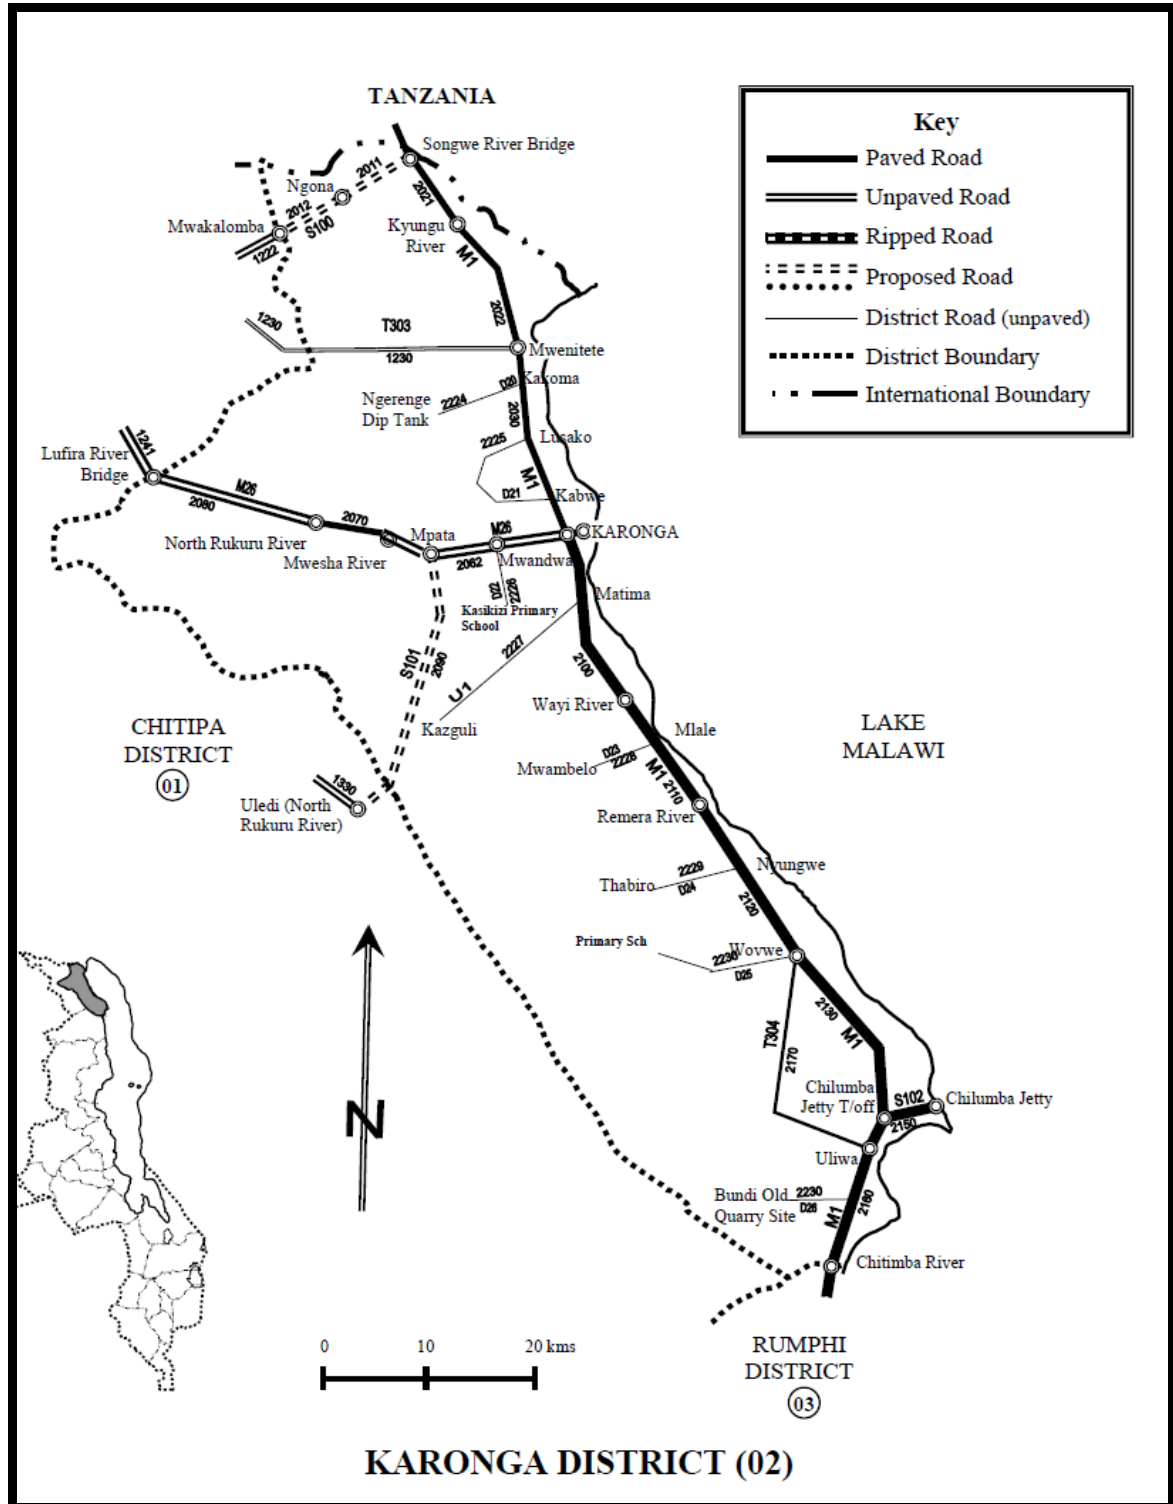 TANZANIA
Songwe River Bridge
Key
Paved Road
Unpaved Road
Ripped Road
Proposed Road
District Road (unpaved)
District Boundary
International Boundary
2011
Ngona
2012
S100
Mwakalomba
1222
2021
Kyungu
River
M1
2022
1230
T303
1230
Mwenitete
D20
Kakoma
Ngerenge
Dip Tank
2224
2030
2225
Lusako
M1
D21
Kabwe
1241
Lufira River
Bridge
M26
2080
2070
North Rukuru River
Mwesha River
Mpata
M26
2062
Mwandwa
KARONGA
D22
2226
Kasikizi Primary
School
Matima
2227
S101
2090
U1
Kazguli
2100
Wayi River
CHITIPA
DISTRICT
01
LAKE
MALAWI
Mlale
D23
2228
Mwambelo
M1
2110
1330
Uledi (North
Rukuru River)
Remera River
Nyungwe
2229
Thabiro
D24
2120
Primary Sch
Wovwe
2230
D25
2130
M1
T304
2170
Chilumba
Jetty T/off
S102
2150
Chilumba Jetty
Uliwa
Bundi Old
Quarry Site
2230
D26
2160
M1
Chitimba River
N
0 10 20 kms
RUMPHI
DISTRICT
03
KARONGA DISTRICT (02)